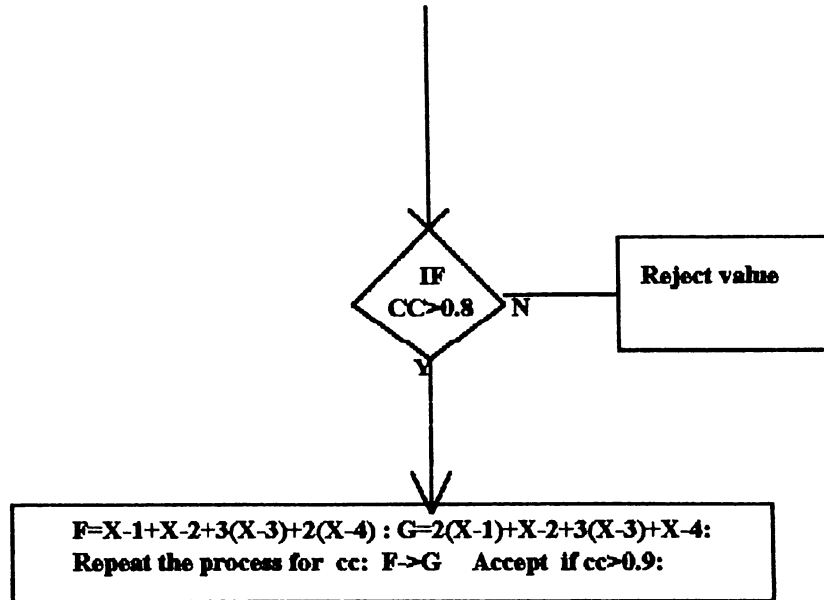 IF
CC>0.8
N
Reject value
Y
F=X-1+X-2+3(X-3)+2(X-4) : G=2(X-1)+X-2+3(X-3)+X-4:
Repeat the process for cc: F->G Accept if cc>0.9: